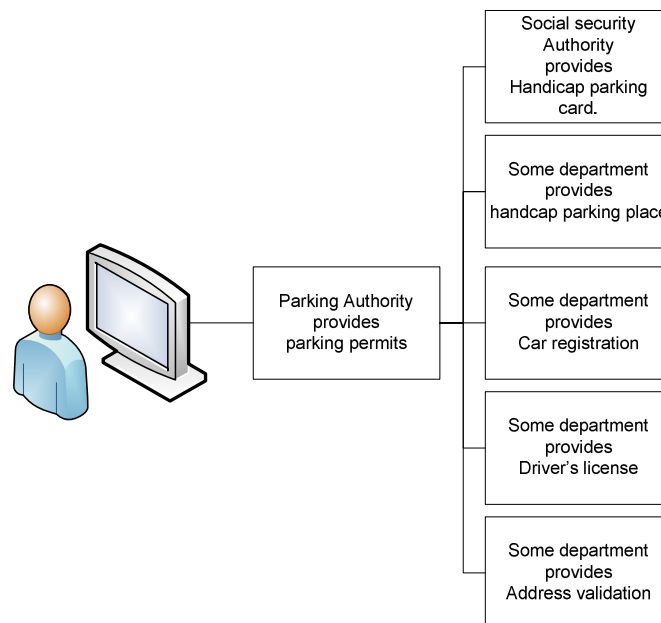 Social security
Authority
provides
Handicap parking
card.
Some department
provides
handcap parking place
Parking Authority
provides
parking permits
Some department
provides
Car registration
Some department
provides
Driver's license
Some department
provides
Address validation